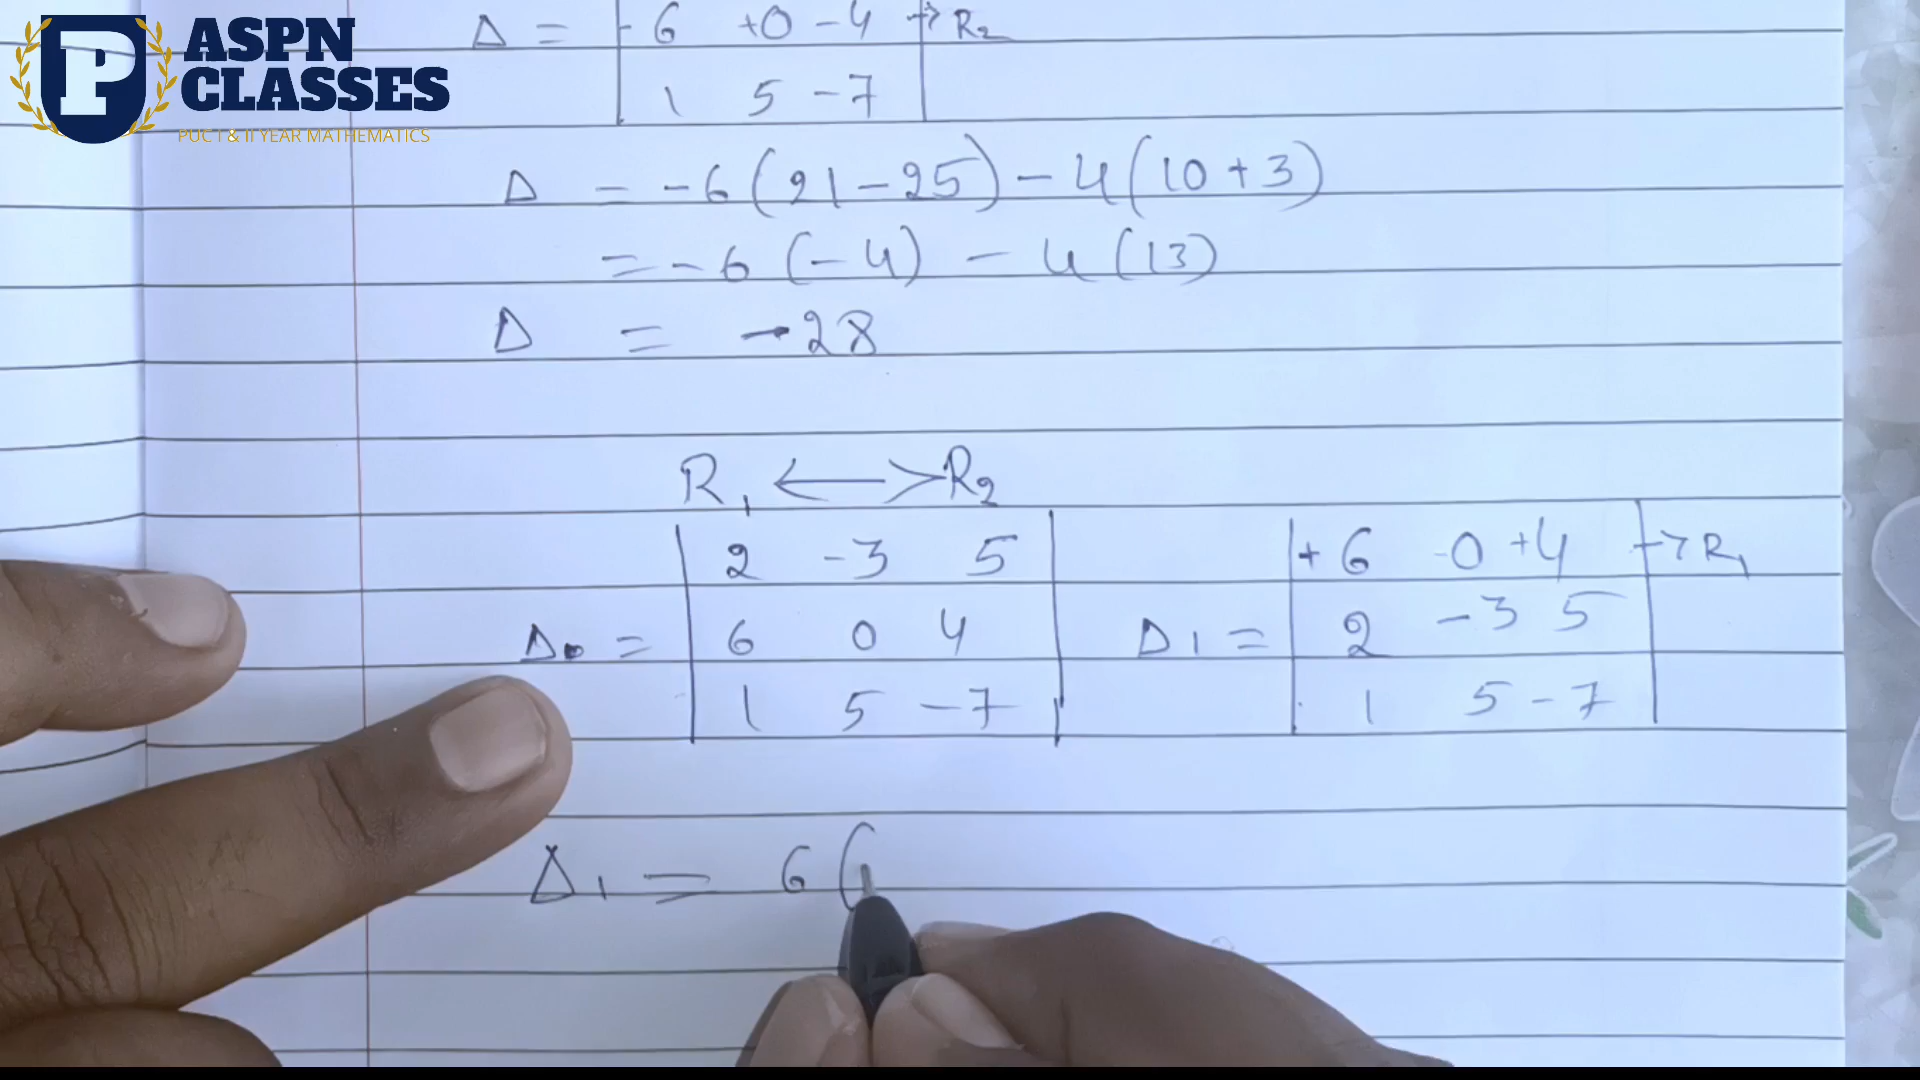 ASPN
CLASSES
PUC I & II YEAR MATHEMATICS
Δ = | - 6 +0 -4 | → R₂
1 5 -7
Δ = -6 (21 - 25) - 4 (10 + 3)
= -6 (-4) - 4 (13)
Δ = -28
R₁ ←→ R₂
2 -3 5
Δ = 6 0 4
1 5 -7
+6 -0 +4 → R₁
Δ₁ = 2 -3 5
1 5 -7
Δ₁ = 6 (